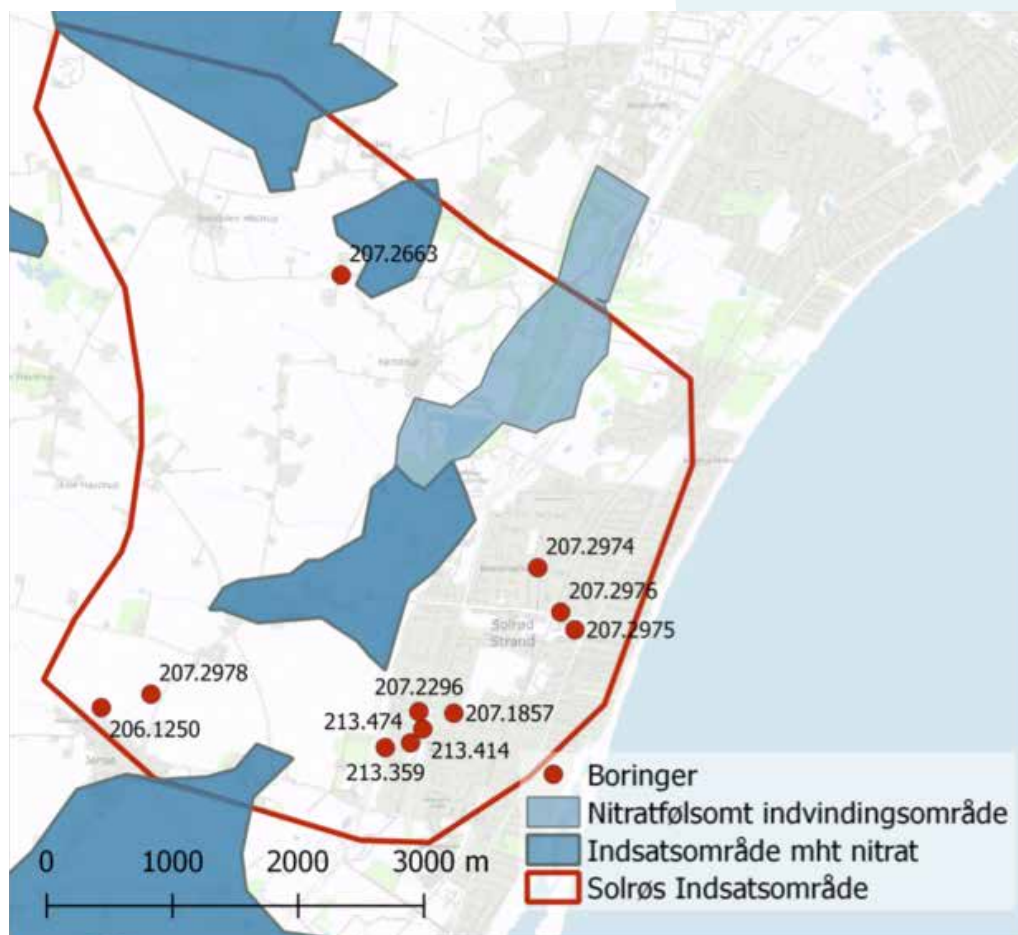 207.2663
207.2974
207.2976
Solrød
Strand
207.2975
207.2978
207.2296
213.474
207.1857
206.1250
213.414
213.359
Boringer
Nitratfølsomt indvindingsområde
Indsatsområde mht nitrat
Solrøs Indsatsområde
0 1000 2000 3000 m